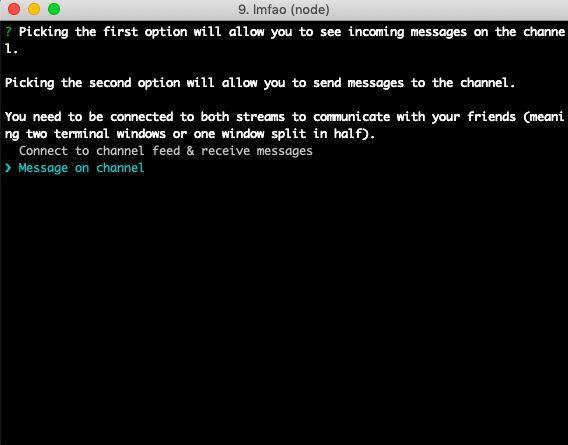 9. lmfao (node)
? Picking the first option will allow you to see incoming messages on the channe
l.
Picking the second option will allow you to send messages to the channel.
You need to be connected to both streams to communicate with your friends (meani
ng two terminal windows or one window split in half).
Connect to channel feed & receive messages
❯ Message on channel